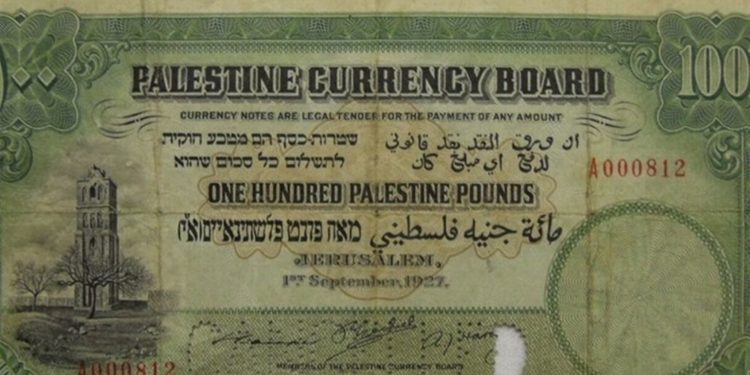 100
PALESTINE CURRENCY BOARD
CURRENCY NOTES ARE LEGAL TENDER FOR THE PAYMENT OF ANY AMOUNT
שטרות-כסף הם מטבע חוקית
לתשלום כל סכום שהוא
ان ورق النقد نقد قانوني
لدفع اي مبلغ كان
A000812
ONE HUNDRED PALESTINE POUNDS
מאה פונט פלשתינאיים (א״י)
مائة جنيه فلسطيني
JERUSALEM,
1ST September, 1927.
A000812
MEMBERS OF THE PALESTINE CURRENCY BOARD